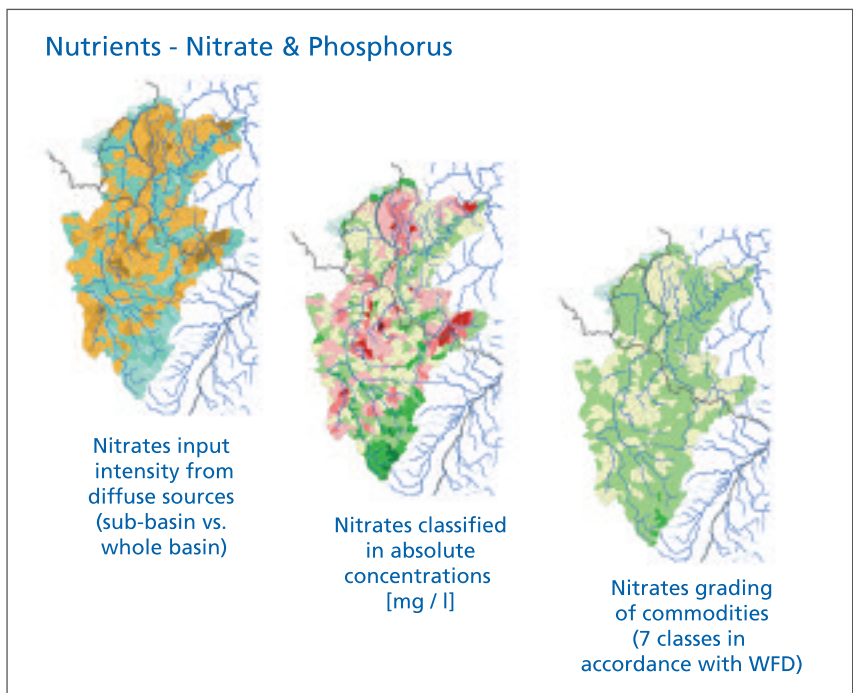 Nutrients - Nitrate & Phosphorus
Nitrates input
intensity from
diffuse sources
(sub-basin vs.
whole basin)
Nitrates classified
in absolute
concentrations
[mg / l]
Nitrates grading
of commodities
(7 classes in
accordance with WFD)